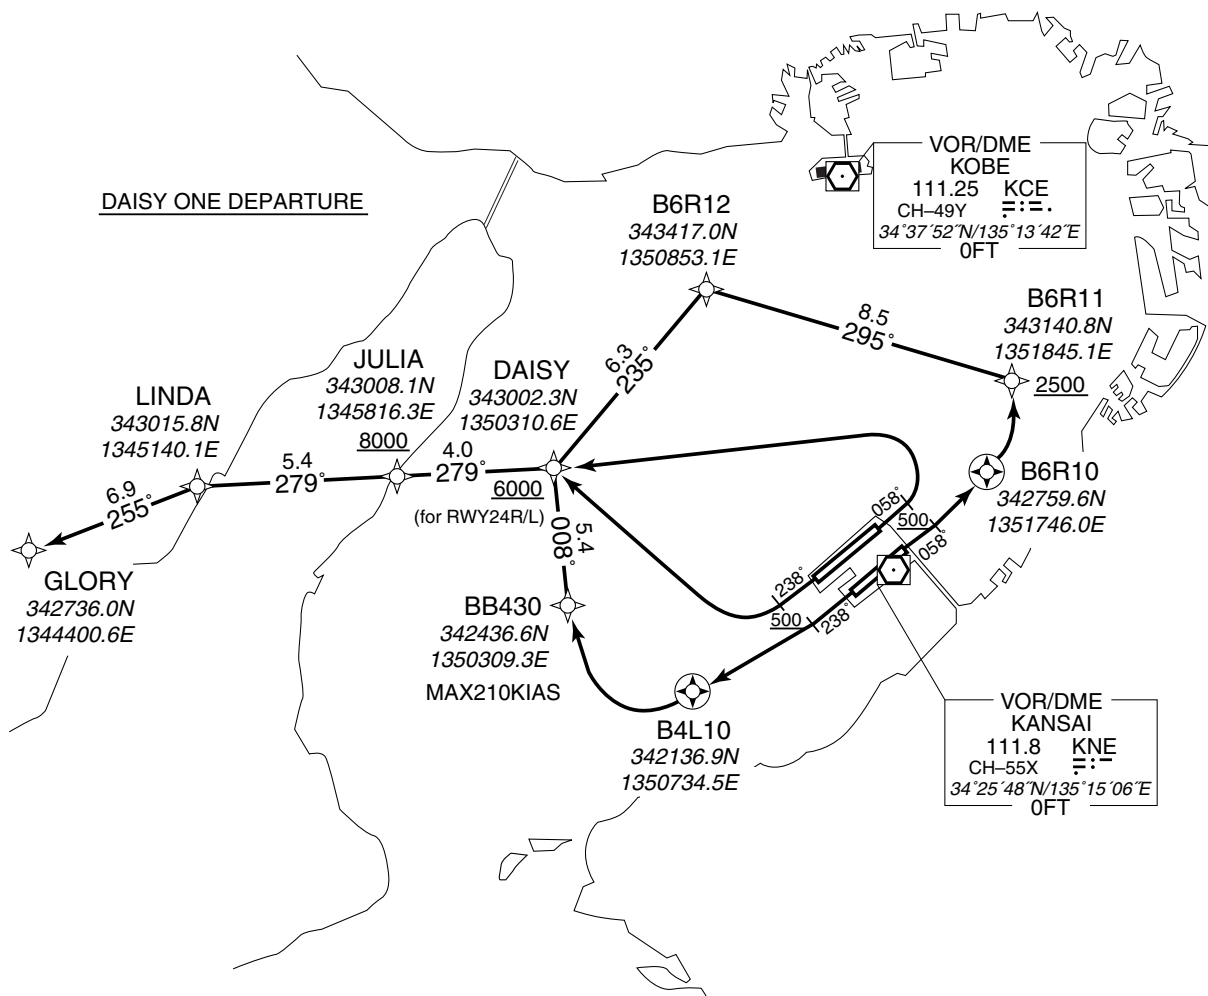 DAISY ONE DEPARTURE
VOR/DME
KOBE
111.25 KCE
CH–49Y
34°37´52˝N/135°13´42˝E
0FT
B6R12
343417.0N
1350853.1E
B6R11
343140.8N
1351845.1E
2500
8.5
295°
6.3
235°
DAISY
343002.3N
1350310.6E
6000
(for RWY24R/L)
JULIA
343008.1N
1345816.3E
8000
LINDA
343015.8N
1345140.1E
4.0
279°
5.4
279°
6.9
255°
GLORY
342736.0N
1344400.6E
B6R10
342759.6N
1351746.0E
058°
500
058°
238°
500
238°
5.4
008°
BB430
342436.6N
1350309.3E
MAX210KIAS
B4L10
342136.9N
1350734.5E
VOR/DME
KANSAI
111.8 KNE
CH–55X
34°25´48˝N/135°15´06˝E
0FT